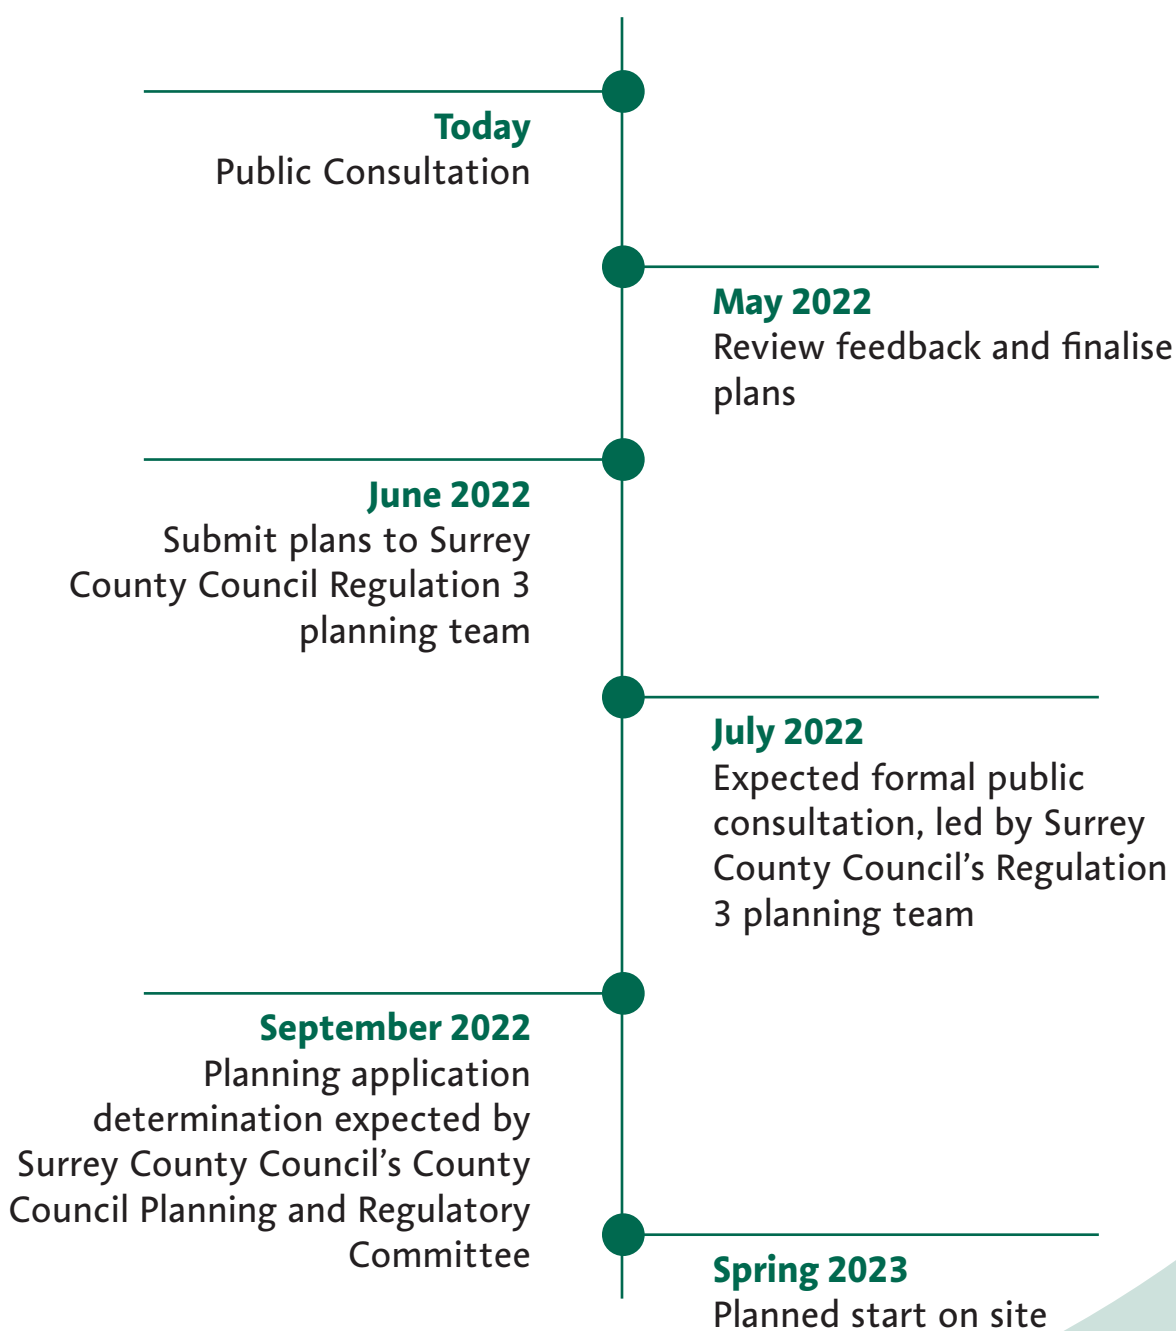 Today
Public Consultation
May 2022
Review feedback and finalise
plans
June 2022
Submit plans to Surrey
County Council Regulation 3
planning team
July 2022
Expected formal public
consultation, led by Surrey
County Council’s Regulation
3 planning team
September 2022
Planning application
determination expected by
Surrey County Council’s County
Council Planning and Regulatory
Committee
Spring 2023
Planned start on site